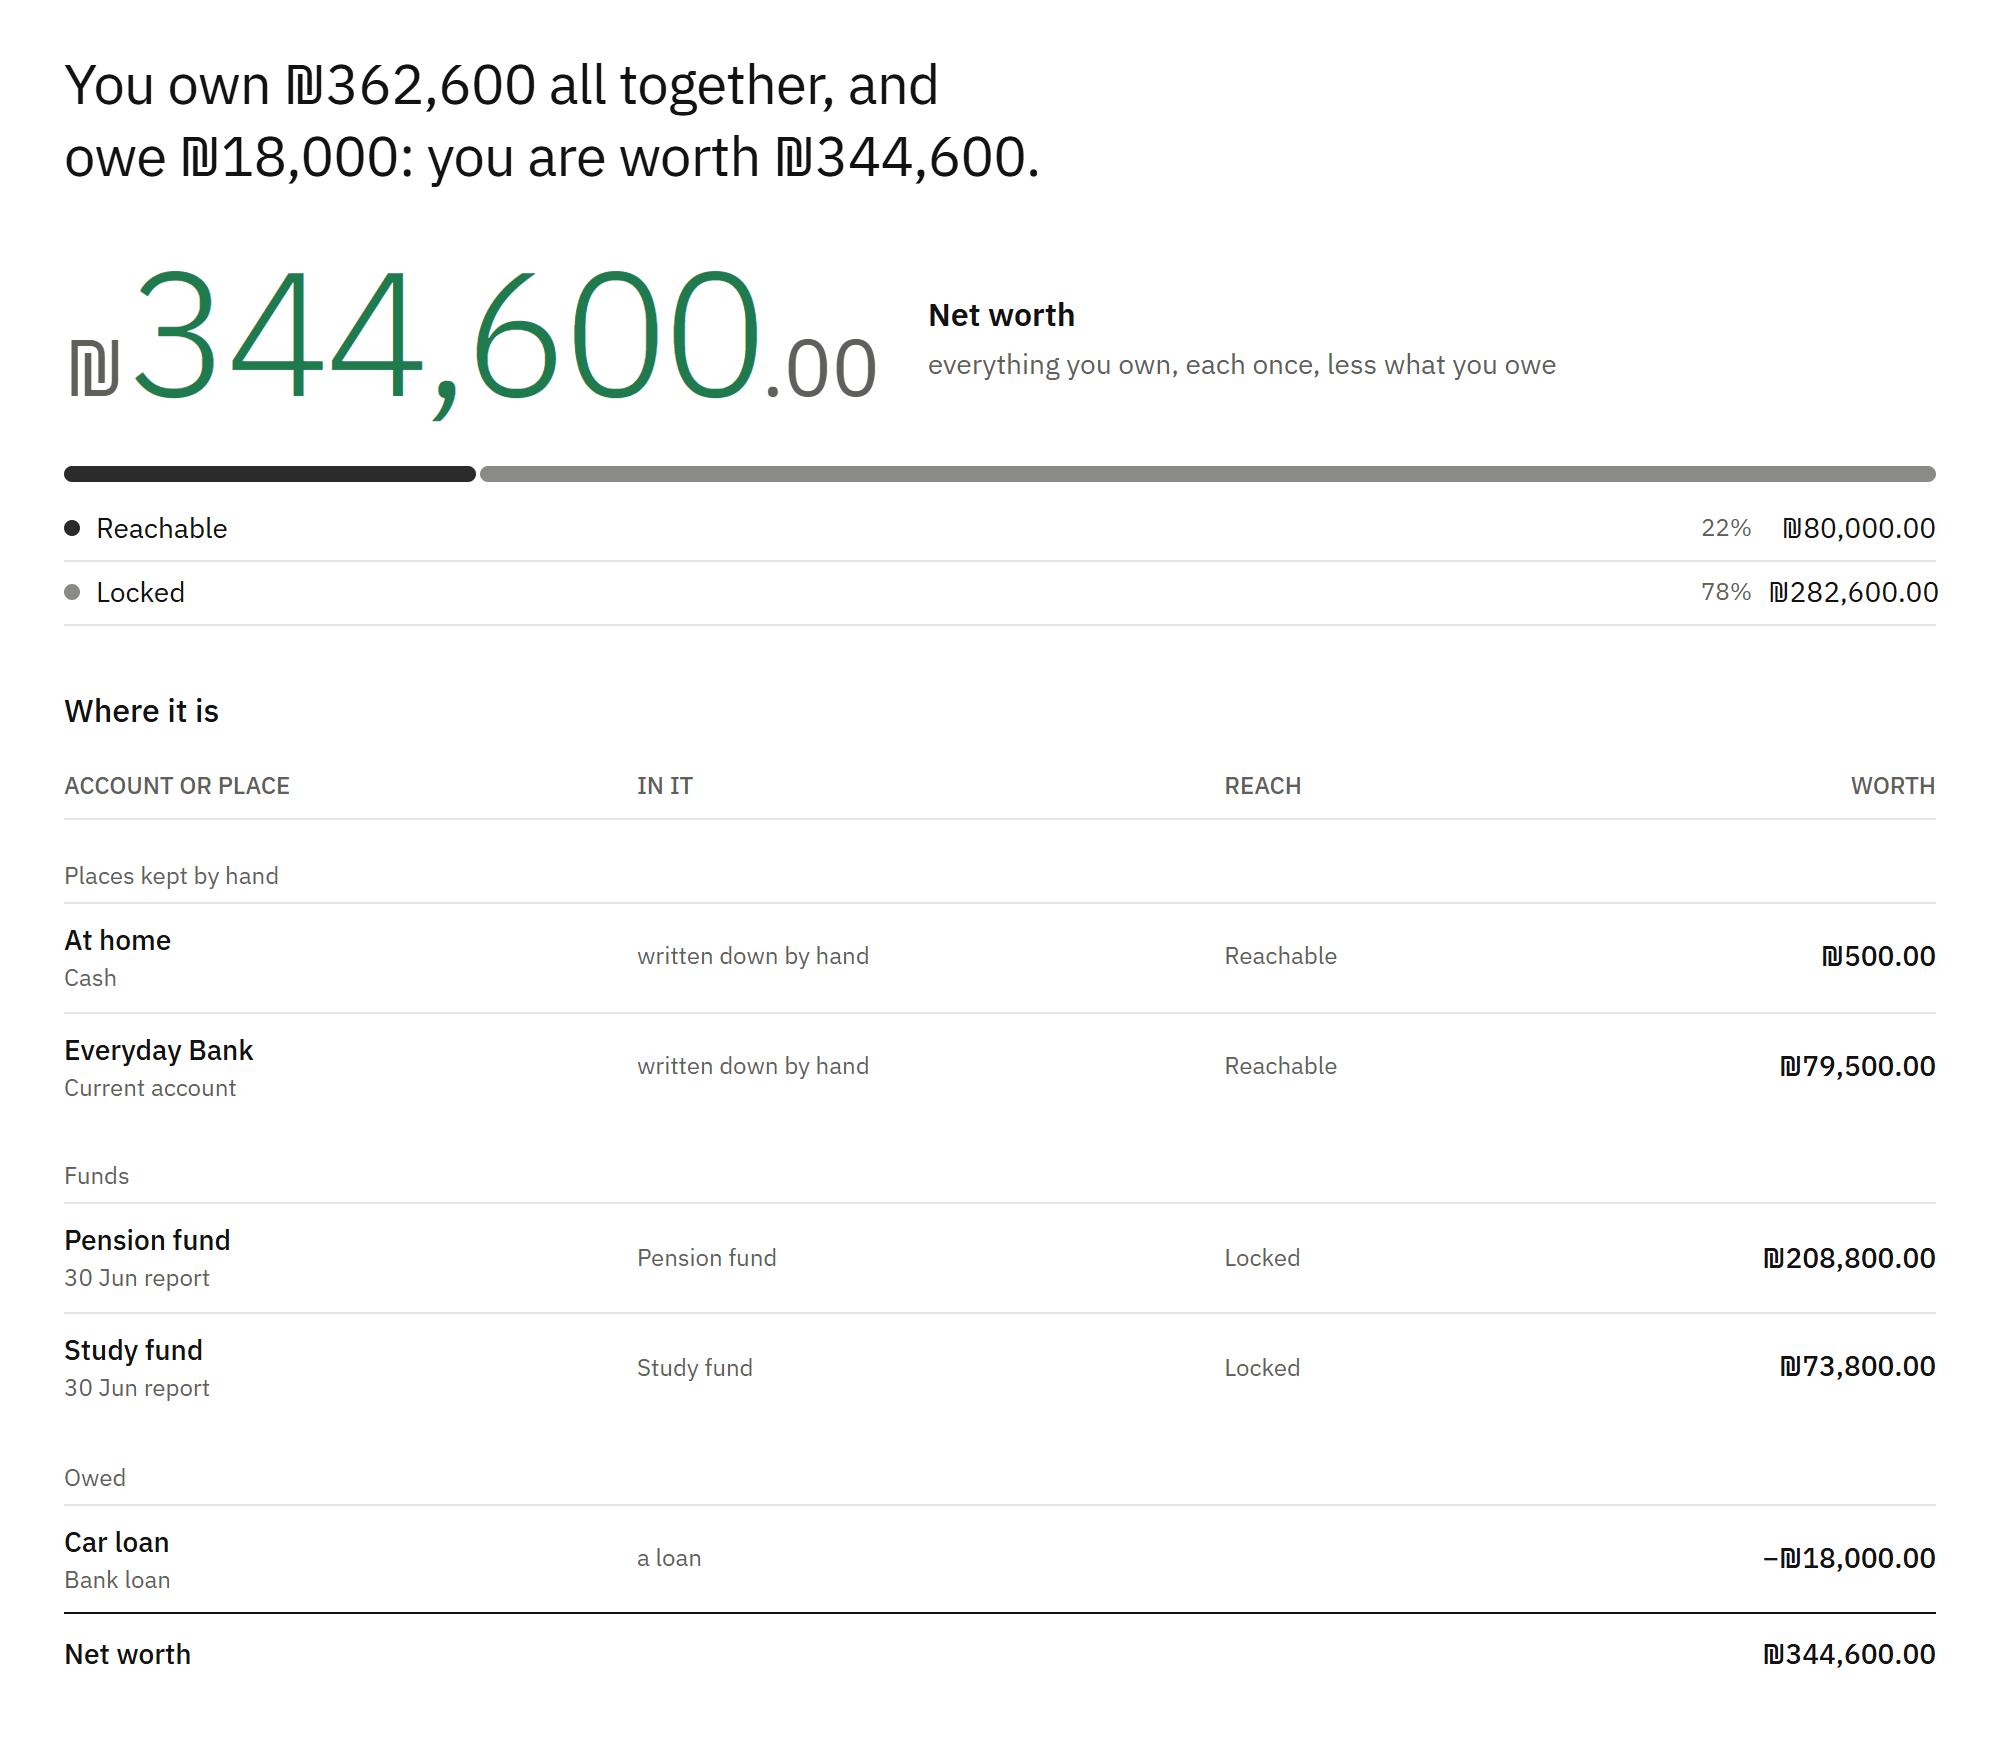 You own ₪362,600 all together, and
owe ₪18,000: you are worth ₪344,600.
₪344,600.00
Net worth
everything you own, each once, less what you owe
Reachable 22% ₪80,000.00
Locked 78% ₪282,600.00
Where it is
ACCOUNT OR PLACE IN IT REACH WORTH
Places kept by hand
At home
Cash
written down by hand Reachable ₪500.00
Everyday Bank
Current account
written down by hand Reachable ₪79,500.00
Funds
Pension fund
30 Jun report
Pension fund Locked ₪208,800.00
Study fund
30 Jun report
Study fund Locked ₪73,800.00
Owed
Car loan
Bank loan
a loan −₪18,000.00
Net worth ₪344,600.00